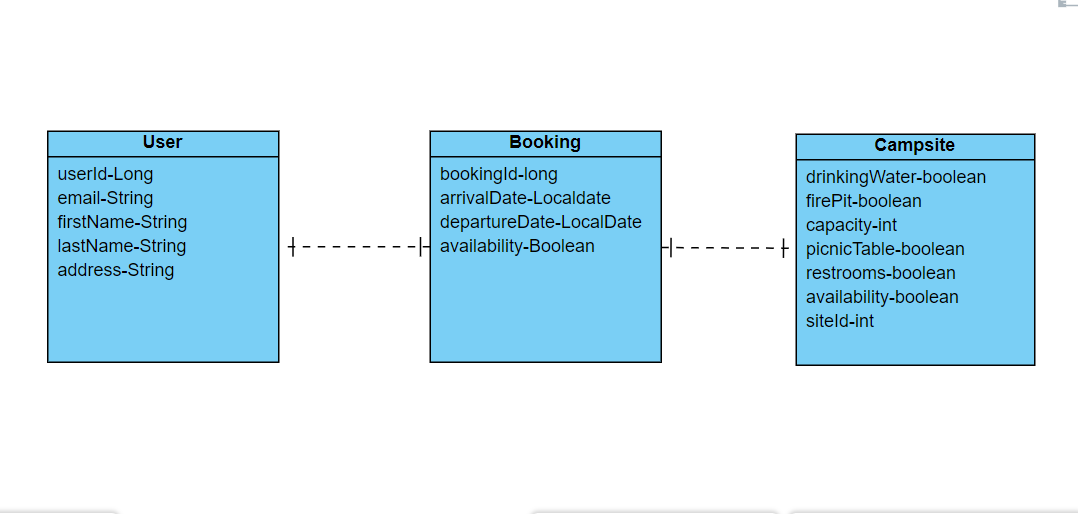 User
userId-Long
email-String
firstName-String
lastName-String
address-String
Booking
bookingId-long
arrivalDate-Localdate
departureDate-LocalDate
availability-Boolean
Campsite
drinkingWater-boolean
firePit-boolean
capacity-int
picnicTable-boolean
restrooms-boolean
availability-boolean
siteId-int